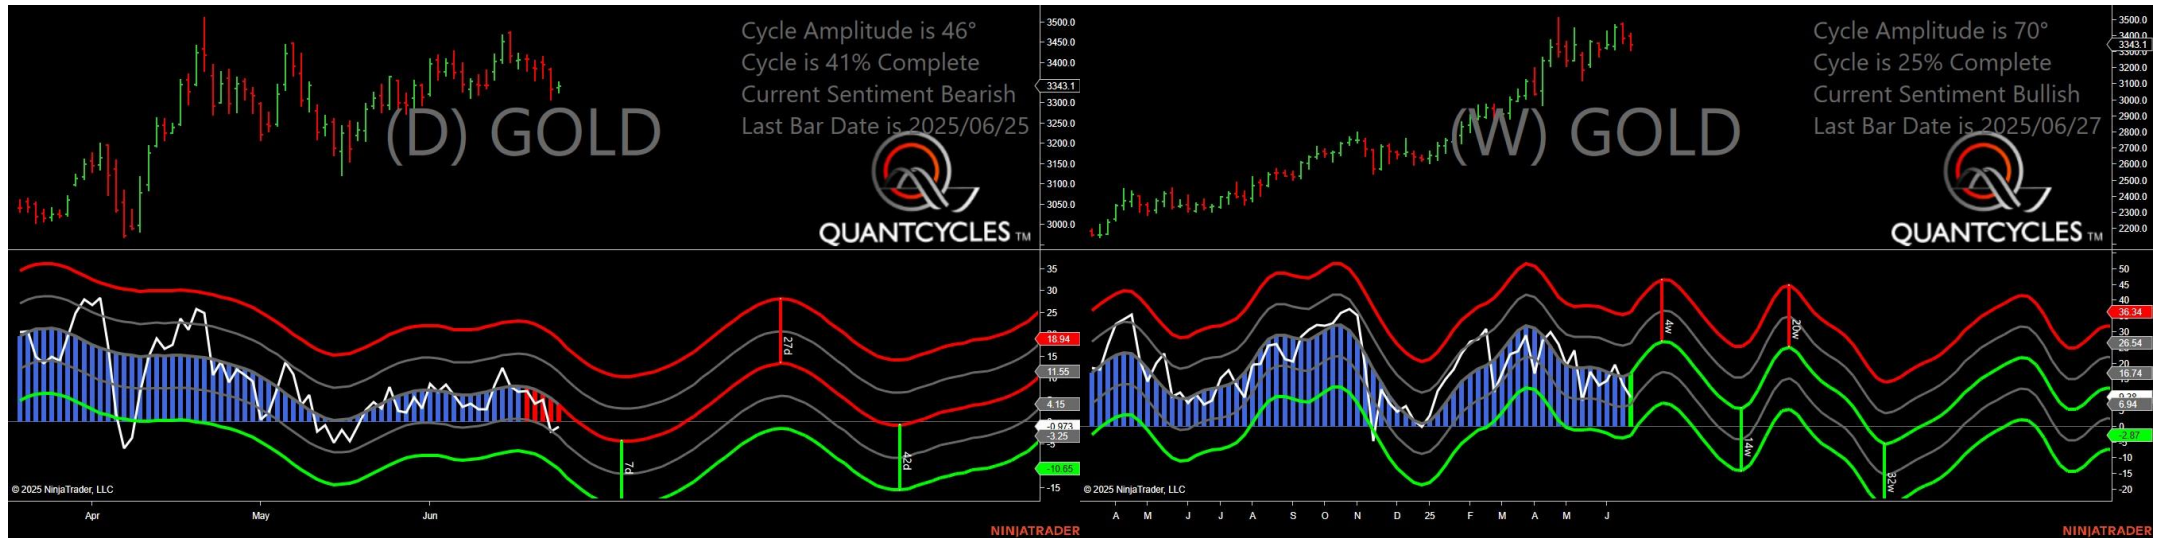 Cycle Amplitude is 46°
Cycle is 41% Complete
Current Sentiment Bearish
Last Bar Date is 2025/06/25
(D) GOLD
QUANTCYCLES TM
3500.0
3450.0
3400.0
3343.1
3300.0
3200.0
3150.0
3100.0
3050.0
3000.0
35
30
25
18.94
15
11.55
4.15
-0.973
-3.25
-10.65
-15
27d
7d
42d
© 2025 NinjaTrader, LLC
Apr
May
Jun
NINJATRADER
Cycle Amplitude is 70°
Cycle is 25% Complete
Current Sentiment Bullish
Last Bar Date is 2025/06/27
(W) GOLD
QUANTCYCLES TM
3500.0
3400.0
3343.1
3200.0
3100.0
3000.0
2900.0
2800.0
2700.0
2600.0
2500.0
2400.0
2300.0
2200.0
50
45
40
36.34
30
26.54
20
16.74
6.94
0
-2.87
-5
-10
-15
-20
4w
20w
14w
32w
© 2025 NinjaTrader, LLC
A
M
J
J
A
S
O
N
D
25
F
M
A
M
J
NINJATRADER